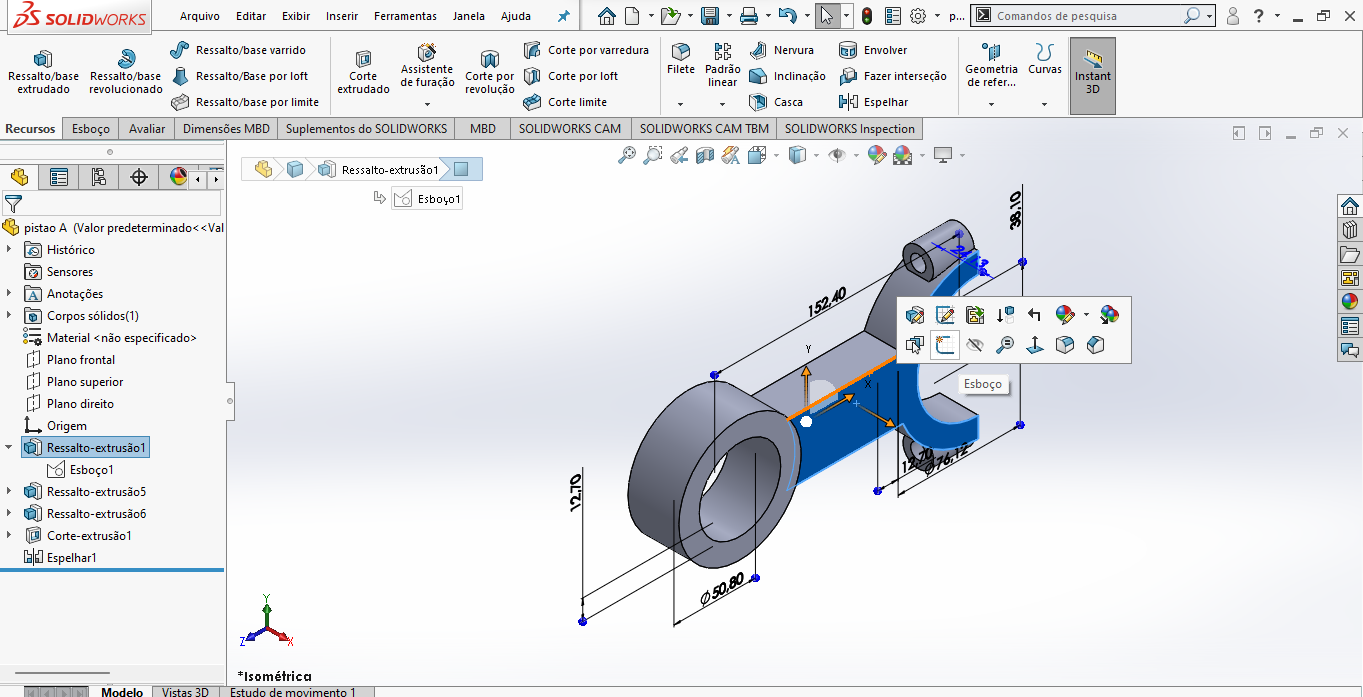 SOLIDWORKS
Arquivo Editar Exibir Inserir Ferramentas Janela Ajuda
p...
Comandos de pesquisa
Ressalto/base extrudado
Ressalto/base revolucionado
Ressalto/base varrido
Ressalto/Base por loft
Ressalto/base por limite
Corte extrudado
Assistente de furação
Corte por revolução
Corte por varredura
Corte por loft
Corte limite
Filete
Padrão linear
Nervura
Inclinação
Casca
Envolver
Fazer interseção
Espelhar
Geometria de refer...
Curvas
Instant 3D
Recursos Esboço Avaliar Dimensões MBD Suplementos do SOLIDWORKS MBD SOLIDWORKS CAM SOLIDWORKS CAM TBM SOLIDWORKS Inspection
Ressalto-extrusão1
Esboço1
pistao A (Valor predeterminado<<Val
Histórico
Sensores
Anotações
Corpos sólidos(1)
Material <não especificado>
Plano frontal
Plano superior
Plano direito
Origem
Ressalto-extrusão1
Esboço1
Ressalto-extrusão5
Ressalto-extrusão6
Corte-extrusão1
Espelhar1
38,10
152,40
Y
X
Esboço
12,70
12,70
Ø76,12
Ø50,80
Y
Z
X
*Isométrica
Modelo Vistas 3D Estudo de movimento 1